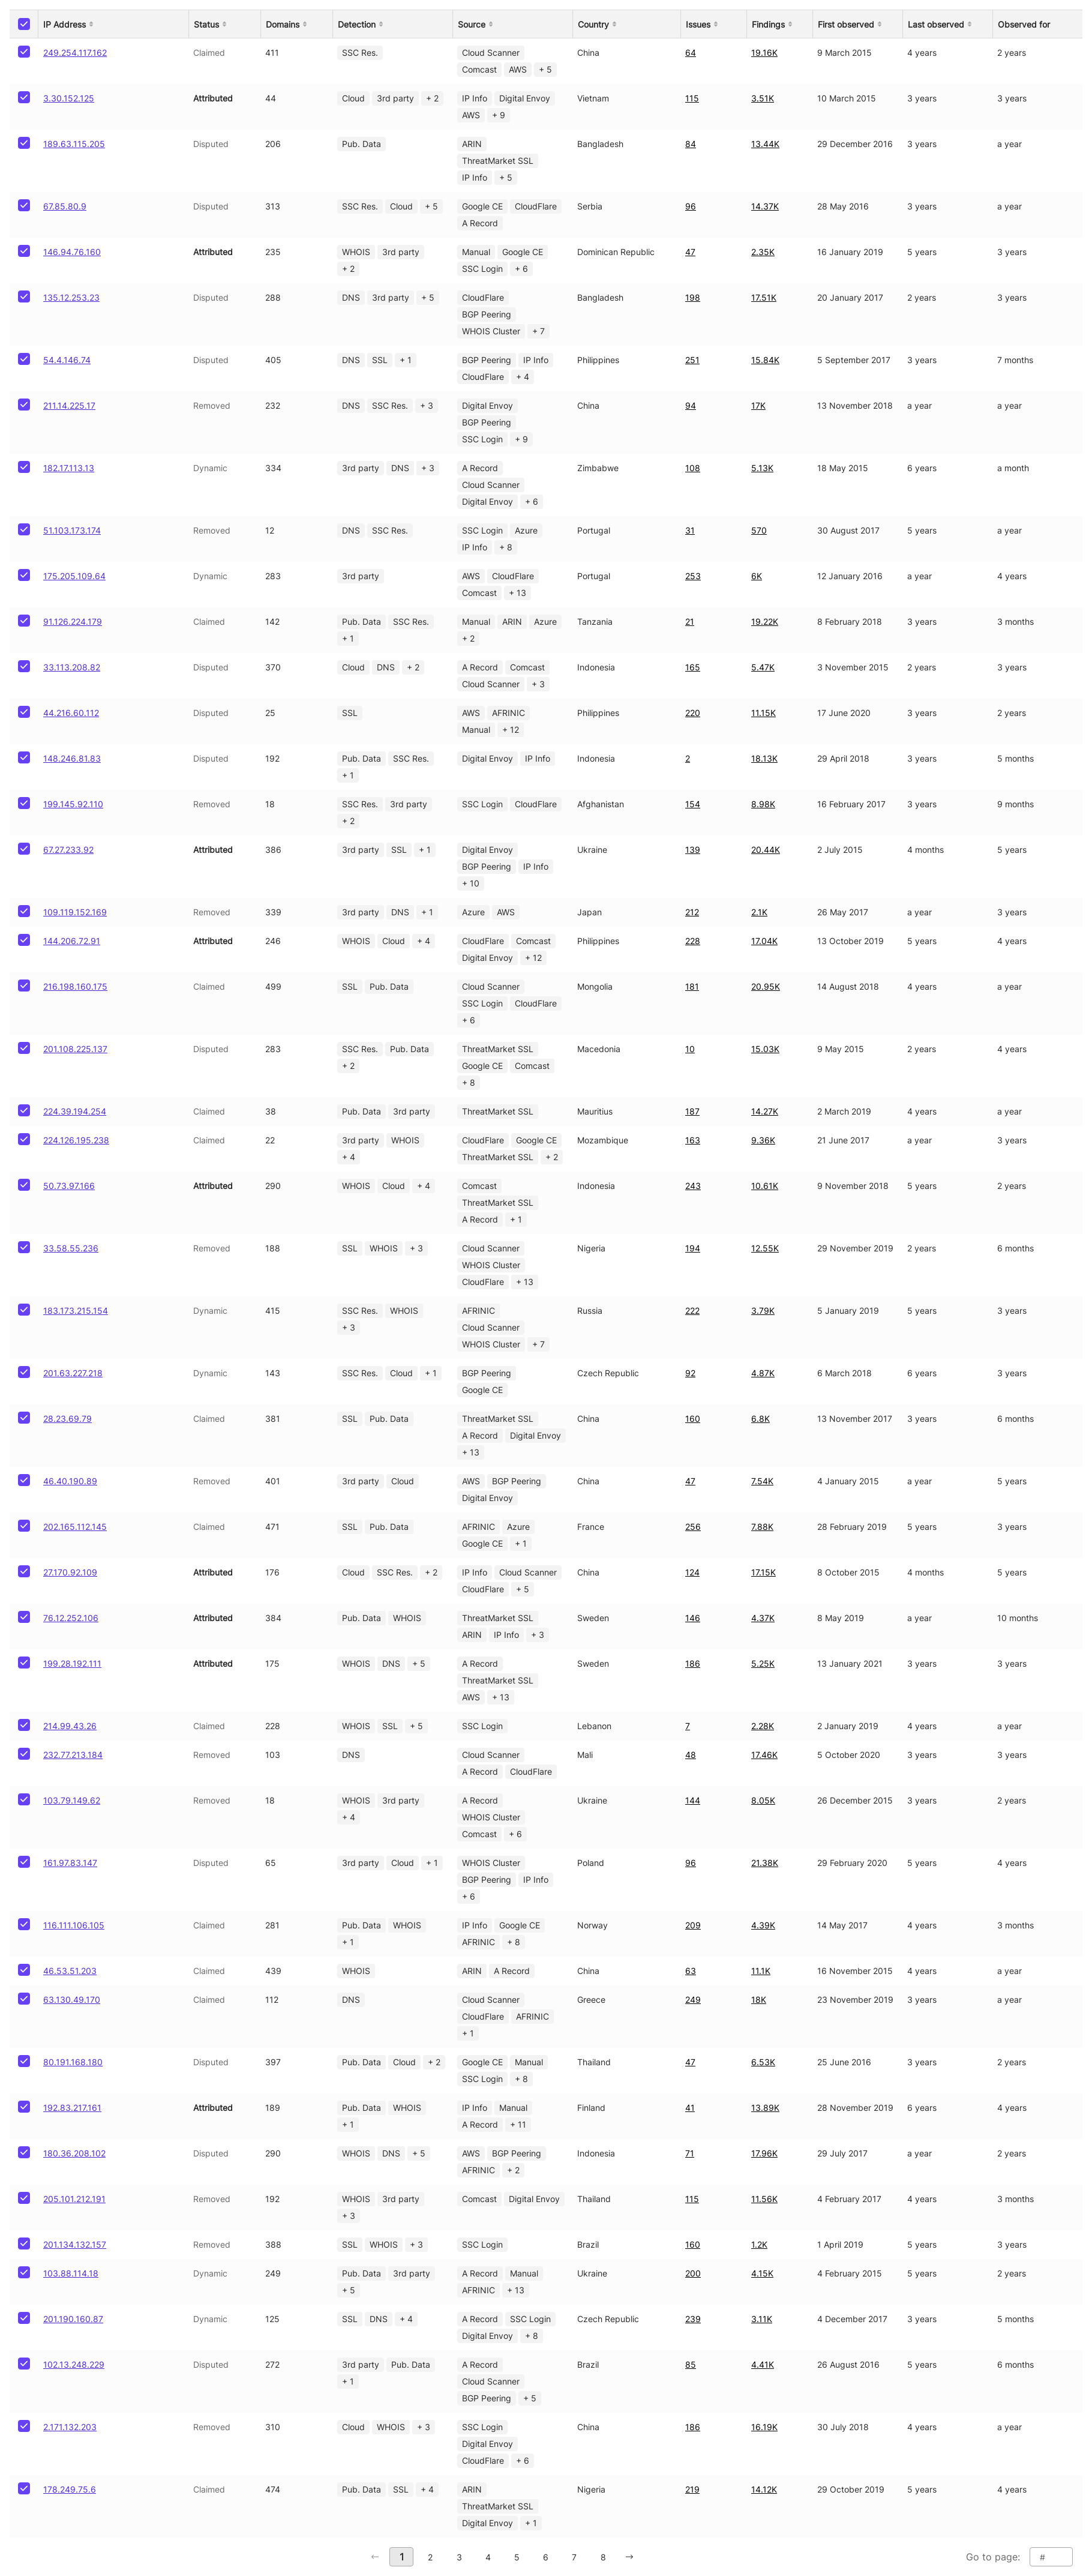 IP Address Status Domains Detection Source Country Issues Findings First observed Last observed Observed for
249.254.117.162 Claimed 411 SSC Res. Cloud Scanner China 64 19.16K 9 March 2015 4 years 2 years
Comcast AWS + 5
3.30.152.125 Attributed 44 Cloud 3rd party + 2 IP Info Digital Envoy Vietnam 115 3.51K 10 March 2015 3 years 3 years
AWS + 9
189.63.115.205 Disputed 206 Pub. Data ARIN Bangladesh 84 13.44K 29 December 2016 3 years a year
ThreatMarket SSL
IP Info + 5
67.85.80.9 Disputed 313 SSC Res. Cloud + 5 Google CE CloudFlare Serbia 96 14.37K 28 May 2016 3 years a year
A Record
146.94.76.160 Attributed 235 WHOIS 3rd party Manual Google CE Dominican Republic 47 2.35K 16 January 2019 5 years 3 years
+ 2 SSC Login + 6
135.12.253.23 Disputed 288 DNS 3rd party + 5 CloudFlare Bangladesh 198 17.51K 20 January 2017 2 years 3 years
BGP Peering
WHOIS Cluster + 7
54.4.146.74 Disputed 405 DNS SSL + 1 BGP Peering IP Info Philippines 251 15.84K 5 September 2017 3 years 7 months
CloudFlare + 4
211.14.225.17 Removed 232 DNS SSC Res. + 3 Digital Envoy China 94 17K 13 November 2018 a year a year
BGP Peering
SSC Login + 9
182.17.113.13 Dynamic 334 3rd party DNS + 3 A Record Zimbabwe 108 5.13K 18 May 2015 6 years a month
Cloud Scanner
Digital Envoy + 6
51.103.173.174 Removed 12 DNS SSC Res. SSC Login Azure Portugal 31 570 30 August 2017 5 years a year
IP Info + 8
175.205.109.64 Dynamic 283 3rd party AWS CloudFlare Portugal 253 6K 12 January 2016 a year 4 years
Comcast + 13
91.126.224.179 Claimed 142 Pub. Data SSC Res. Manual ARIN Azure Tanzania 21 19.22K 8 February 2018 3 years 3 months
+ 1 + 2
33.113.208.82 Disputed 370 Cloud DNS + 2 A Record Comcast Indonesia 165 5.47K 3 November 2015 2 years 3 years
Cloud Scanner + 3
44.216.60.112 Disputed 25 SSL AWS AFRINIC Philippines 220 11.15K 17 June 2020 3 years 2 years
Manual + 12
148.246.81.83 Disputed 192 Pub. Data SSC Res. Digital Envoy IP Info Indonesia 2 18.13K 29 April 2018 3 years 5 months
+ 1
199.145.92.110 Removed 18 SSC Res. 3rd party SSC Login CloudFlare Afghanistan 154 8.98K 16 February 2017 3 years 9 months
+ 2
67.27.233.92 Attributed 386 3rd party SSL + 1 Digital Envoy Ukraine 139 20.44K 2 July 2015 4 months 5 years
BGP Peering IP Info
+ 10
109.119.152.169 Removed 339 3rd party DNS + 1 Azure AWS Japan 212 2.1K 26 May 2017 a year 3 years
144.206.72.91 Attributed 246 WHOIS Cloud + 4 CloudFlare Comcast Philippines 228 17.04K 13 October 2019 5 years 4 years
Digital Envoy + 12
216.198.160.175 Claimed 499 SSL Pub. Data Cloud Scanner Mongolia 181 20.95K 14 August 2018 4 years a year
SSC Login CloudFlare
+ 6
201.108.225.137 Disputed 283 SSC Res. Pub. Data ThreatMarket SSL Macedonia 10 15.03K 9 May 2015 2 years 4 years
+ 2 Google CE Comcast
+ 8
224.39.194.254 Claimed 38 Pub. Data 3rd party ThreatMarket SSL Mauritius 187 14.27K 2 March 2019 4 years a year
224.126.195.238 Claimed 22 3rd party WHOIS CloudFlare Google CE Mozambique 163 9.36K 21 June 2017 a year 3 years
+ 4 ThreatMarket SSL + 2
50.73.97.166 Attributed 290 WHOIS Cloud + 4 Comcast Indonesia 243 10.61K 9 November 2018 5 years 2 years
ThreatMarket SSL
A Record + 1
33.58.55.236 Removed 188 SSL WHOIS + 3 Cloud Scanner Nigeria 194 12.55K 29 November 2019 2 years 6 months
WHOIS Cluster
CloudFlare + 13
183.173.215.154 Dynamic 415 SSC Res. WHOIS AFRINIC Russia 222 3.79K 5 January 2019 5 years 3 years
+ 3 Cloud Scanner
WHOIS Cluster + 7
201.63.227.218 Dynamic 143 SSC Res. Cloud + 1 BGP Peering Czech Republic 92 4.87K 6 March 2018 6 years 3 years
Google CE
28.23.69.79 Claimed 381 SSL Pub. Data ThreatMarket SSL China 160 6.8K 13 November 2017 3 years 6 months
A Record Digital Envoy
+ 13
46.40.190.89 Removed 401 3rd party Cloud AWS BGP Peering China 47 7.54K 4 January 2015 a year 5 years
Digital Envoy
202.165.112.145 Claimed 471 SSL Pub. Data AFRINIC Azure France 256 7.88K 28 February 2019 5 years 3 years
Google CE + 1
27.170.92.109 Attributed 176 Cloud SSC Res. + 2 IP Info Cloud Scanner China 124 17.15K 8 October 2015 4 months 5 years
CloudFlare + 5
76.12.252.106 Attributed 384 Pub. Data WHOIS ThreatMarket SSL Sweden 146 4.37K 8 May 2019 a year 10 months
ARIN IP Info + 3
199.28.192.111 Attributed 175 WHOIS DNS + 5 A Record Sweden 186 5.25K 13 January 2021 3 years 3 years
ThreatMarket SSL
AWS + 13
214.99.43.26 Claimed 228 WHOIS SSL + 5 SSC Login Lebanon 7 2.28K 2 January 2019 4 years a year
232.77.213.184 Removed 103 DNS Cloud Scanner Mali 48 17.46K 5 October 2020 3 years 3 years
A Record CloudFlare
103.79.149.62 Removed 18 WHOIS 3rd party A Record Ukraine 144 8.05K 26 December 2015 3 years 2 years
+ 4 WHOIS Cluster
Comcast + 6
161.97.83.147 Disputed 65 3rd party Cloud + 1 WHOIS Cluster Poland 96 21.38K 29 February 2020 5 years 4 years
BGP Peering IP Info
+ 6
116.111.106.105 Claimed 281 Pub. Data WHOIS IP Info Google CE Norway 209 4.39K 14 May 2017 4 years 3 months
+ 1 AFRINIC + 8
46.53.51.203 Claimed 439 WHOIS ARIN A Record China 63 11.1K 16 November 2015 4 years a year
63.130.49.170 Claimed 112 DNS Cloud Scanner Greece 249 18K 23 November 2019 3 years a year
CloudFlare AFRINIC
+ 1
80.191.168.180 Disputed 397 Pub. Data Cloud + 2 Google CE Manual Thailand 47 6.53K 25 June 2016 3 years 2 years
SSC Login + 8
192.83.217.161 Attributed 189 Pub. Data WHOIS IP Info Manual Finland 41 13.89K 28 November 2019 6 years 4 years
+ 1 A Record + 11
180.36.208.102 Disputed 290 WHOIS DNS + 5 AWS BGP Peering Indonesia 71 17.96K 29 July 2017 a year 2 years
AFRINIC + 2
205.101.212.191 Removed 192 WHOIS 3rd party Comcast Digital Envoy Thailand 115 11.56K 4 February 2017 4 years 3 months
+ 3
201.134.132.157 Removed 388 SSL WHOIS + 3 SSC Login Brazil 160 1.2K 1 April 2019 5 years 3 years
103.88.114.18 Dynamic 249 Pub. Data 3rd party A Record Manual Ukraine 200 4.15K 4 February 2015 5 years 2 years
+ 5 AFRINIC + 13
201.190.160.87 Dynamic 125 SSL DNS + 4 A Record SSC Login Czech Republic 239 3.11K 4 December 2017 3 years 5 months
Digital Envoy + 8
102.13.248.229 Disputed 272 3rd party Pub. Data A Record Brazil 85 4.41K 26 August 2016 5 years 6 months
+ 1 Cloud Scanner
BGP Peering + 5
2.171.132.203 Removed 310 Cloud WHOIS + 3 SSC Login China 186 16.19K 30 July 2018 4 years a year
Digital Envoy
CloudFlare + 6
178.249.75.6 Claimed 474 Pub. Data SSL + 4 ARIN Nigeria 219 14.12K 29 October 2019 5 years 4 years
ThreatMarket SSL
Digital Envoy + 1
← 1 2 3 4 5 6 7 8 → Go to page: #